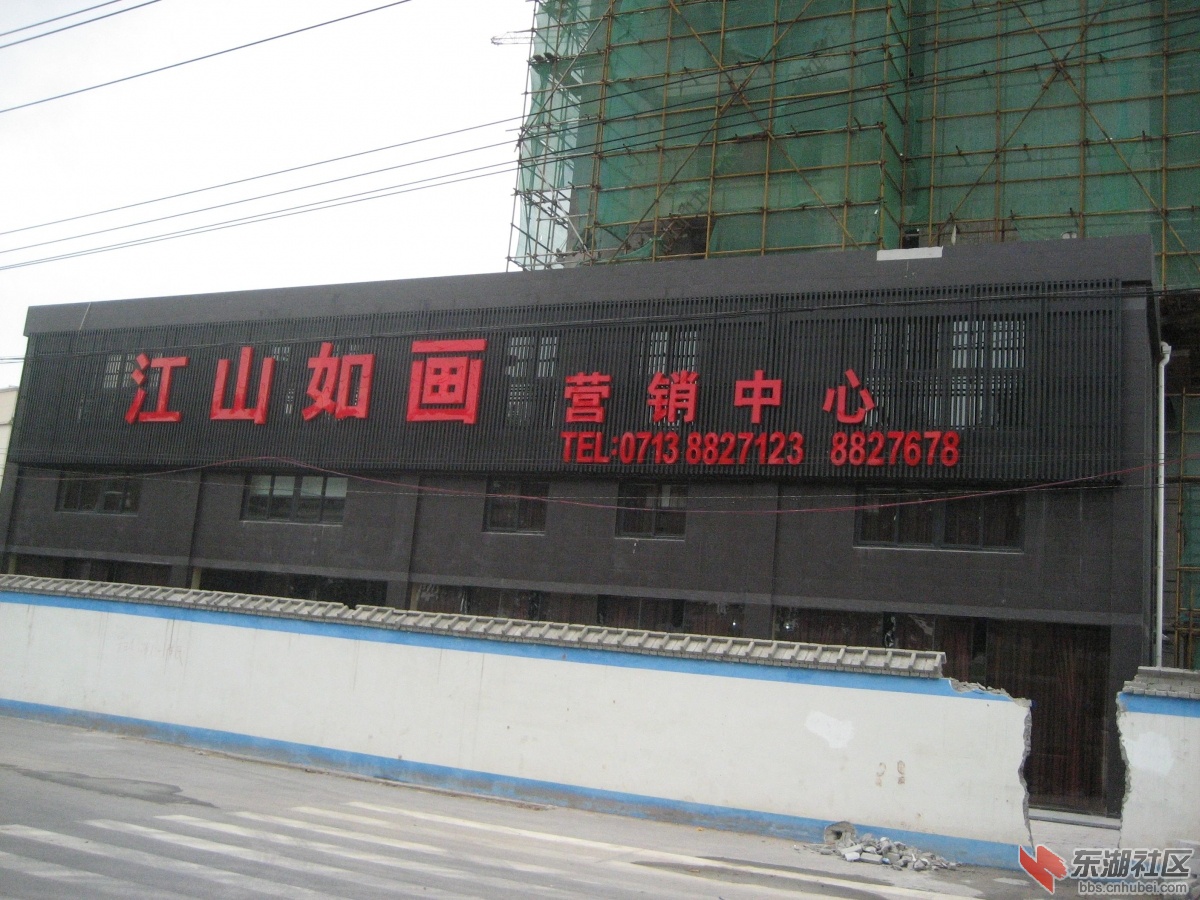 江山如画 营销中心
TEL:0713 8827123 8827678
东湖社区
bbs.cnhubei.com